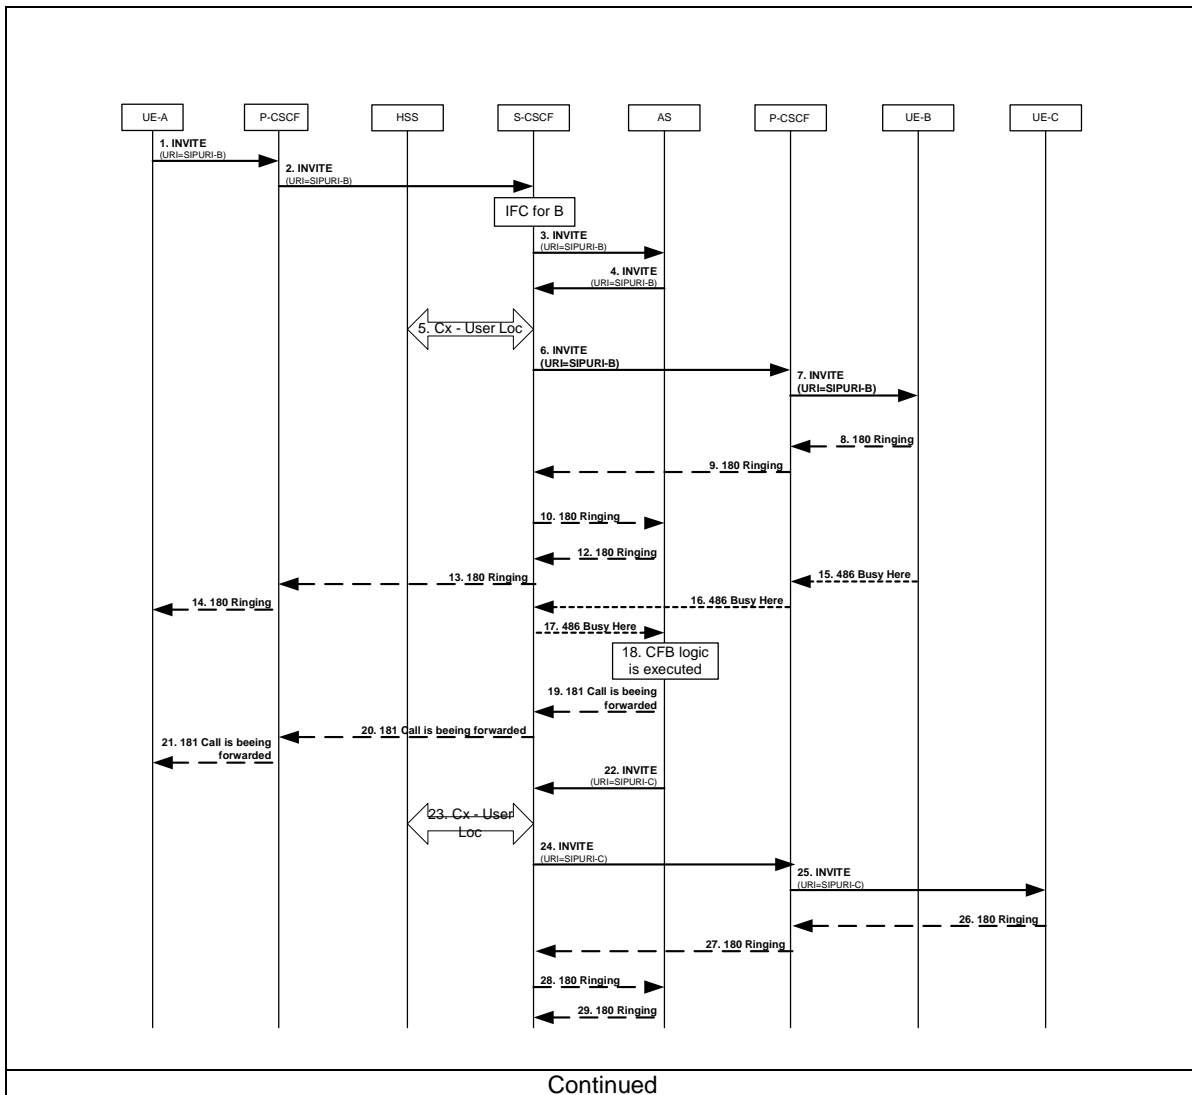 UE-A
P-CSCF
HSS
S-CSCF
AS
P-CSCF
UE-B
UE-C
1. INVITE
(URI=SIPURI-B)
2. INVITE
(URI=SIPURI-B)
IFC for B
3. INVITE
(URI=SIPURI-B)
4. INVITE
(URI=SIPURI-B)
5. Cx - User Loc
6. INVITE
(URI=SIPURI-B)
7. INVITE
(URI=SIPURI-B)
8. 180 Ringing
9. 180 Ringing
10. 180 Ringing
12. 180 Ringing
13. 180 Ringing
15. 486 Busy Here
14. 180 Ringing
16. 486 Busy Here
17. 486 Busy Here
18. CFB logic
is executed
19. 181 Call is beeing
forwarded
20. 181 Call is beeing forwarded
21. 181 Call is beeing
forwarded
22. INVITE
(URI=SIPURI-C)
23. Cx - User
Loc
24. INVITE
(URI=SIPURI-C)
25. INVITE
(URI=SIPURI-C)
26. 180 Ringing
27. 180 Ringing
28. 180 Ringing
29. 180 Ringing
Continued